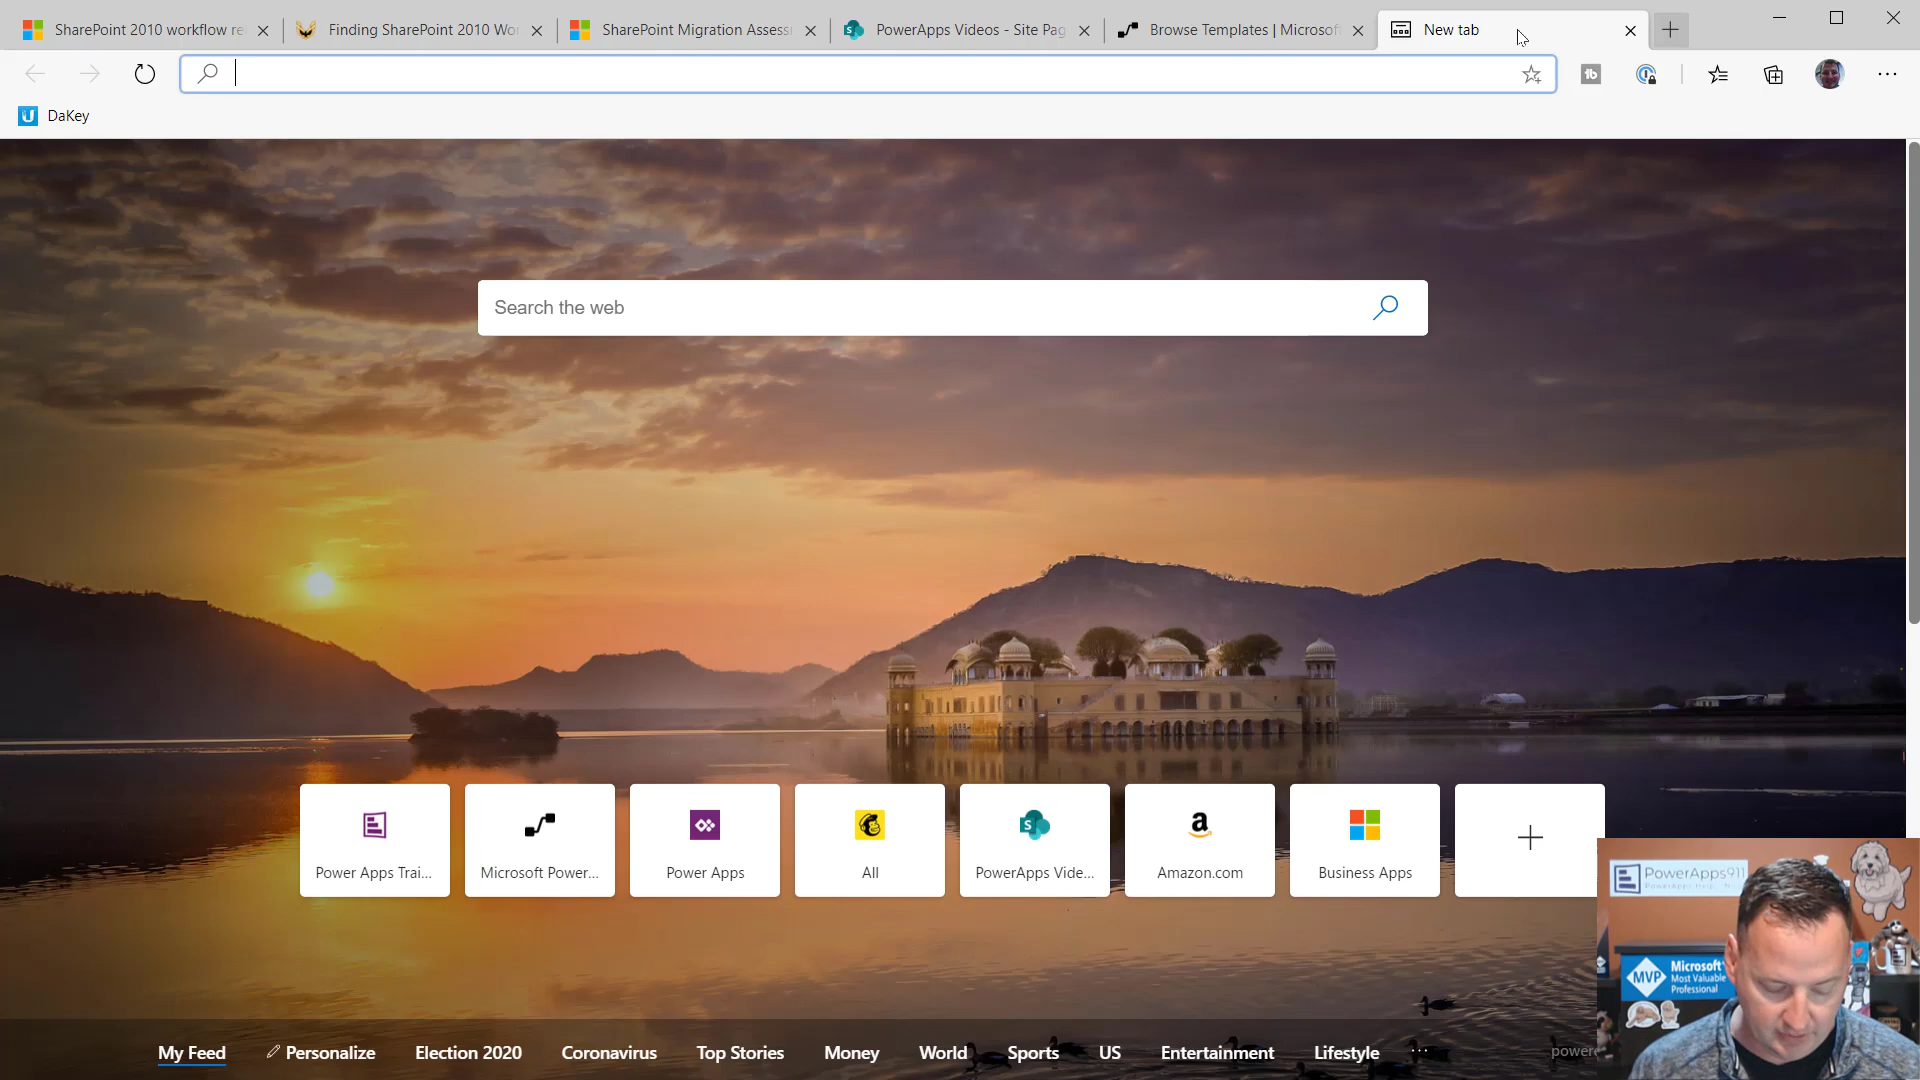 SharePoint 2010 workflow re
Finding SharePoint 2010 Wo
SharePoint Migration Assess
PowerApps Videos - Site Pag
Browse Templates | Microsof
New tab
tb
U DaKey
Search the web
Power Apps Trai...
Microsoft Power...
Power Apps
All
S
PowerApps Vide...
a
Amazon.com
Business Apps
PowerApps911
MVP
Microsoft
Most Valuable
Professional
My Feed
Personalize
Election 2020
Coronavirus
Top Stories
Money
World
Sports
US
Entertainment
Lifestyle
...
powere